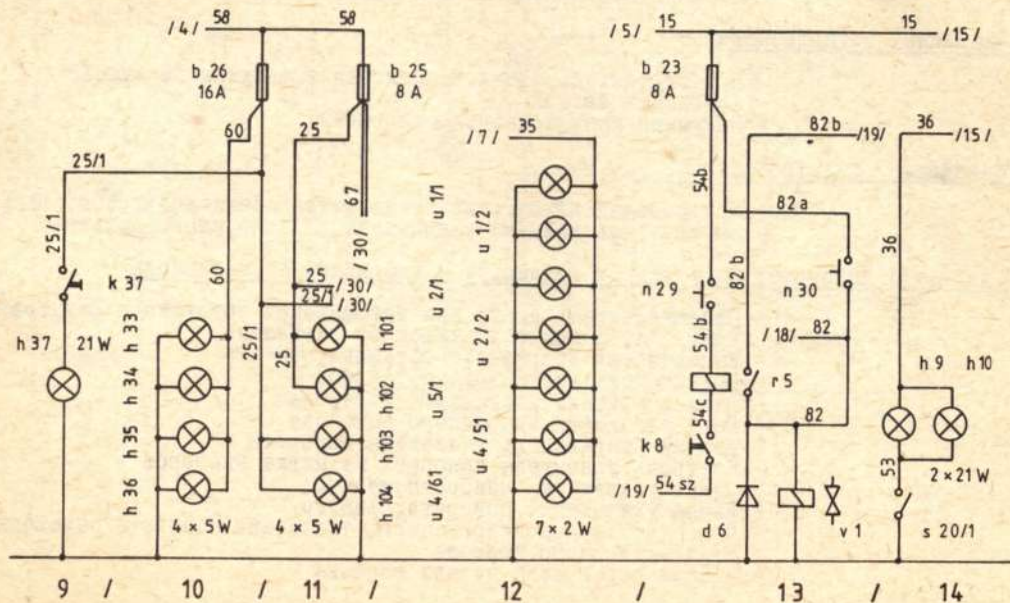 /4/ 58 58
/5/ 15 15 /15/
b 26
16A
b 25
8 A
b 23
8 A
60
25
/7/ 35
82 b /19/
36 /15/
25/1
67
54b
82 a
25/1
k 37
60
/ 30/
25 / 30/
25/1 / 30/
u 1/1
u 1/2
u 2/1
u 2/2
u 5/1
u 4/51
u 4/61
n 29
82 b
n 30
36
54 b
/18/ 82
h 37 21 W
h 33
h 34
h 35
h 36
25/1
25
h 101
h 102
h 103
h 104
r 5
54c
82
k8
/19/ 54 sz
h 9 h 10
53
2 × 21 W
4 × 5 W
4 × 5 W
7 × 2 W
d 6
v 1
s 20/1
9 / 10 / 11 / 12 / 13 / 14